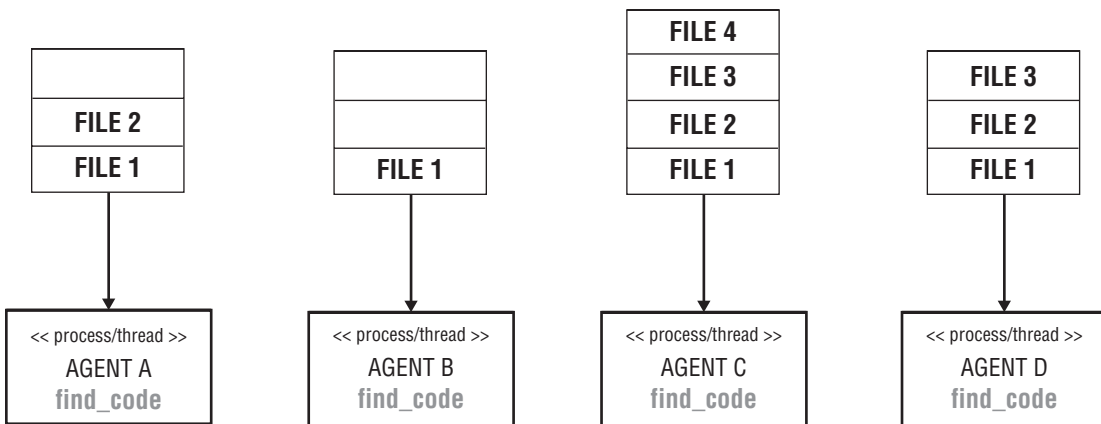 FILE 2
FILE 1
<< process/thread >>
AGENT A
find_code
FILE 1
<< process/thread >>
AGENT B
find_code
FILE 4
FILE 3
FILE 2
FILE 1
<< process/thread >>
AGENT C
find_code
FILE 3
FILE 2
FILE 1
<< process/thread >>
AGENT D
find_code